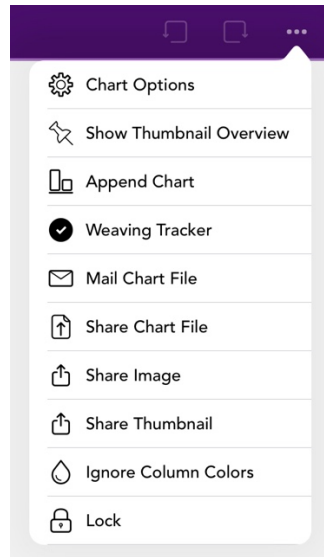 Chart Options
Show Thumbnail Overview
Append Chart
Weaving Tracker
Mail Chart File
Share Chart File
Share Image
Share Thumbnail
Ignore Column Colors
Lock